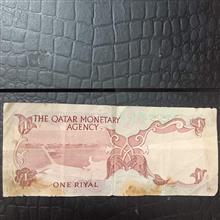 THE QATAR MONETARY
AGENCY
ONE RIYAL